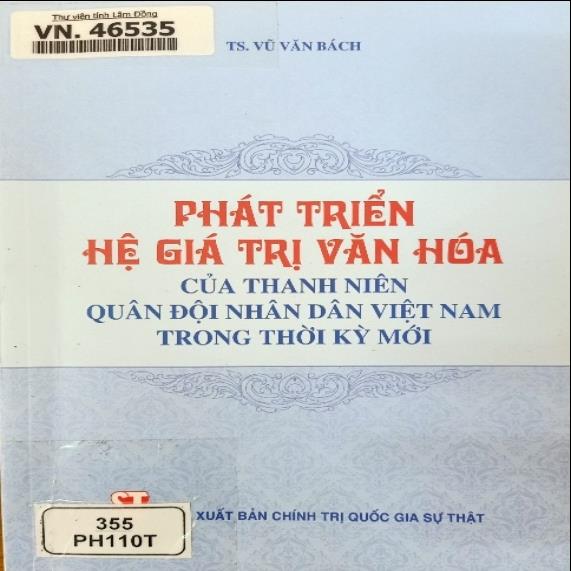 Thư viện tỉnh Lâm Đồng
VN. 46535
TS. VŨ VĂN BÁCH
PHÁT TRIỂN
HỆ GIÁ TRỊ VĂN HÓA
CỦA THANH NIÊN
QUÂN ĐỘI NHÂN DÂN VIỆT NAM
TRONG THỜI KỲ MỚI
XUẤT BẢN CHÍNH TRỊ QUỐC GIA SỰ THẬT
355
PH110T